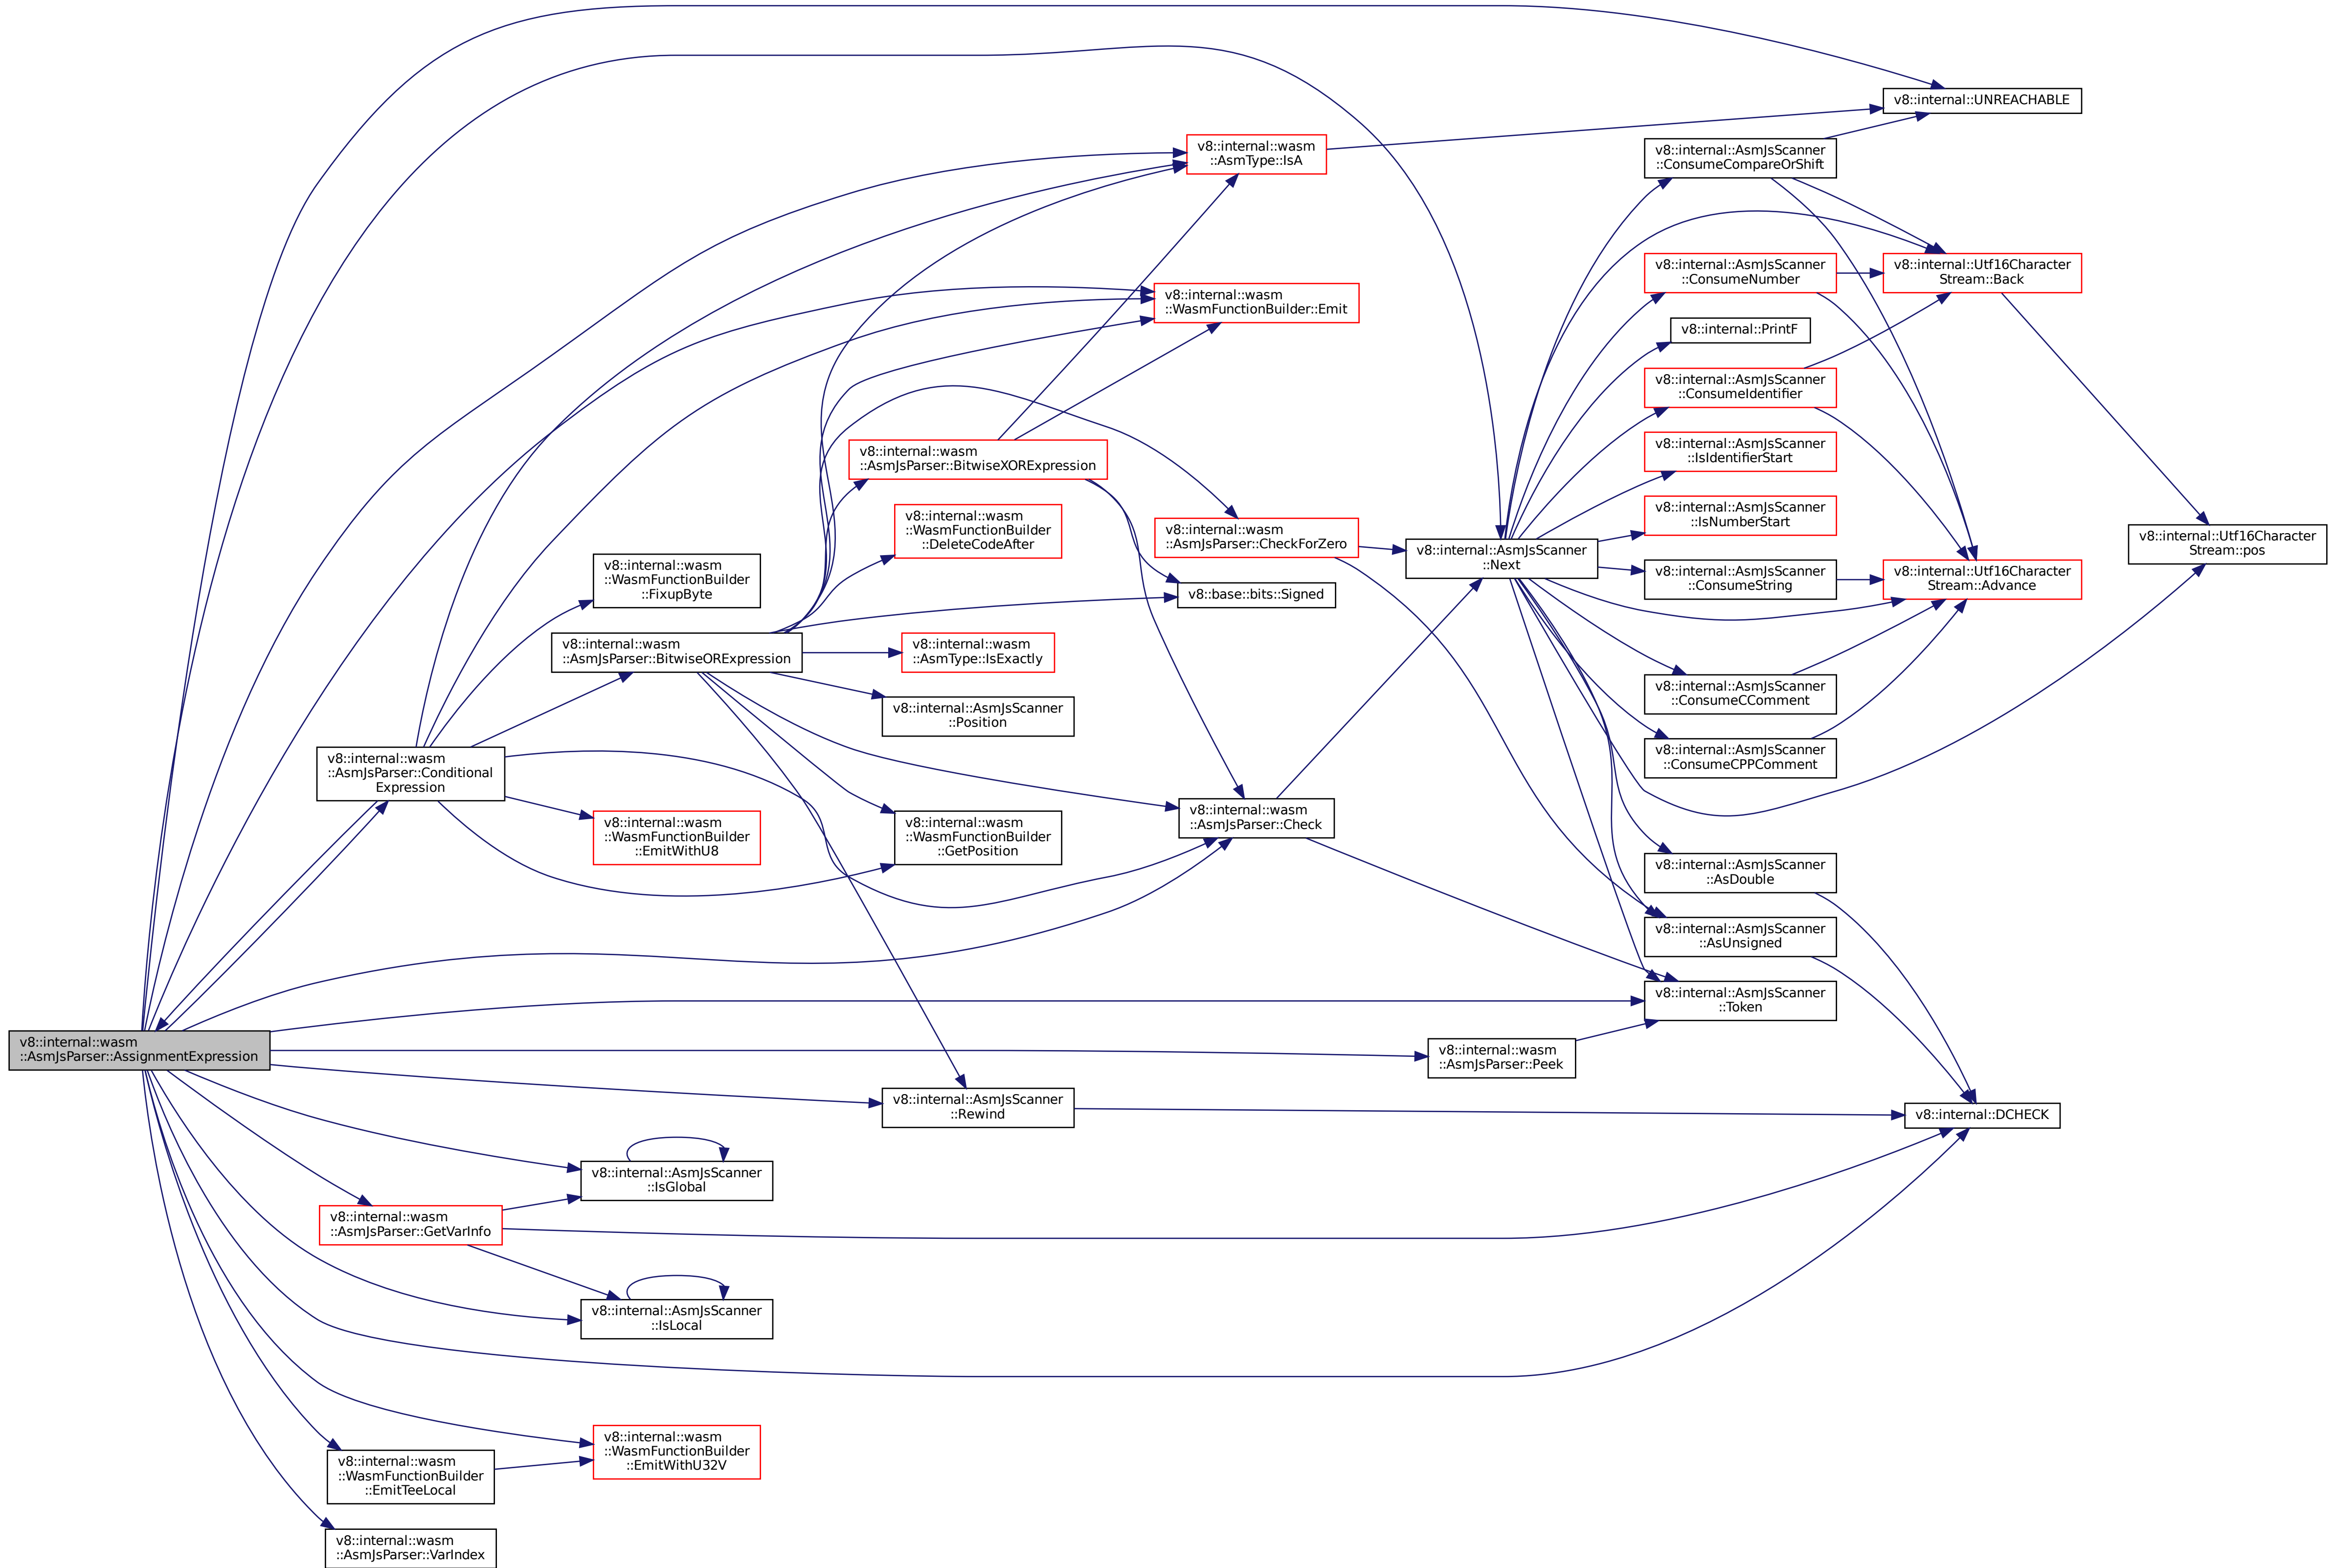 v8::internal::wasm
::AsmJsParser::AssignmentExpression
v8::internal::wasm
::AsmJsParser::Conditional
Expression
v8::internal::wasm
::AsmJsParser::GetVarInfo
v8::internal::wasm
::WasmFunctionBuilder
::EmitTeeLocal
v8::internal::wasm
::AsmJsParser::VarIndex
v8::internal::wasm
::WasmFunctionBuilder
::FixupByte
v8::internal::wasm
::AsmJsParser::BitwiseORExpression
v8::internal::wasm
::WasmFunctionBuilder
::EmitWithU8
v8::internal::AsmJsScanner
::IsGlobal
v8::internal::AsmJsScanner
::IsLocal
v8::internal::wasm
::WasmFunctionBuilder
::EmitWithU32V
v8::internal::wasm
::AsmJsParser::BitwiseXORExpression
v8::internal::wasm
::WasmFunctionBuilder
::DeleteCodeAfter
v8::internal::wasm
::AsmType::IsExactly
v8::internal::AsmJsScanner
::Position
v8::internal::wasm
::WasmFunctionBuilder
::GetPosition
v8::internal::AsmJsScanner
::Rewind
v8::internal::wasm
::AsmType::IsA
v8::internal::wasm
::WasmFunctionBuilder::Emit
v8::internal::wasm
::AsmJsParser::CheckForZero
v8::base::bits::Signed
v8::internal::wasm
::AsmJsParser::Check
v8::internal::AsmJsScanner
::Next
v8::internal::wasm
::AsmJsParser::Peek
v8::internal::AsmJsScanner
::ConsumeCompareOrShift
v8::internal::AsmJsScanner
::ConsumeNumber
v8::internal::PrintF
v8::internal::AsmJsScanner
::ConsumeIdentifier
v8::internal::AsmJsScanner
::IsIdentifierStart
v8::internal::AsmJsScanner
::IsNumberStart
v8::internal::AsmJsScanner
::ConsumeString
v8::internal::AsmJsScanner
::ConsumeCComment
v8::internal::AsmJsScanner
::ConsumeCPPComment
v8::internal::AsmJsScanner
::AsDouble
v8::internal::AsmJsScanner
::AsUnsigned
v8::internal::AsmJsScanner
::Token
v8::internal::UNREACHABLE
v8::internal::Utf16Character
Stream::Back
v8::internal::Utf16Character
Stream::Advance
v8::internal::DCHECK
v8::internal::Utf16Character
Stream::pos